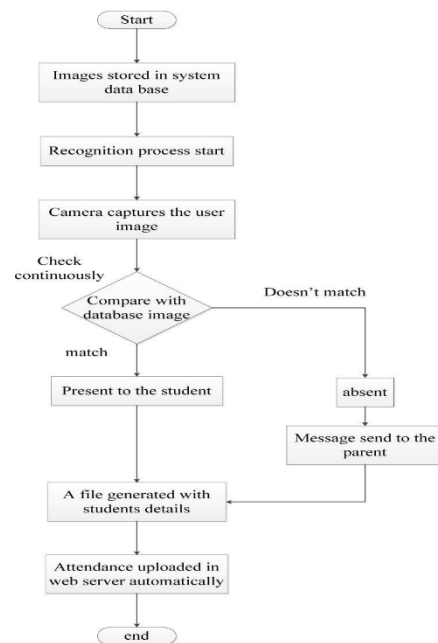 Start
Images stored in system
data base
Recognition process start
Camera captures the user
image
Check
continuously
Compare with
database image
Doesn't match
match
Present to the student
absent
Message send to the
parent
A file generated with
students details
Attendance uploaded in
web server automatically
end